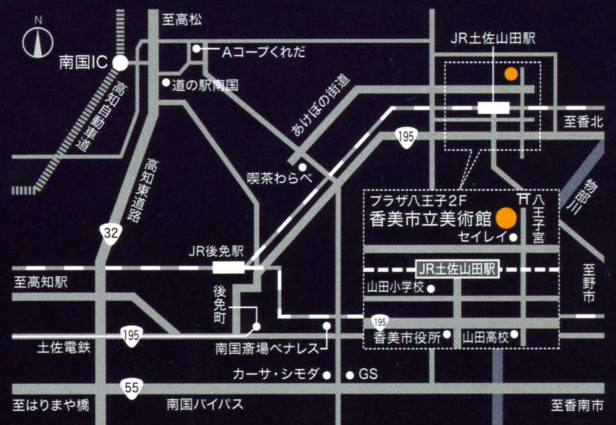 N
至高松
Aコープくれだ
JR土佐山田駅
南国IC
道の駅南国
高知自動車道
あけぼの街道
195
至香北
喫茶わらべ
高知東道路
物部川
プラザ八王子2F
香美市立美術館
八王子宮
セイレイ
32
JR後免駅
JR土佐山田駅
至高知駅
山田小学校
至野市
後免町
195
195
土佐電鉄
南国斎場ベナレス
香美市役所
山田高校
カーサ・シモダ
GS
55
至はりまや橋
南国バイパス
至香南市